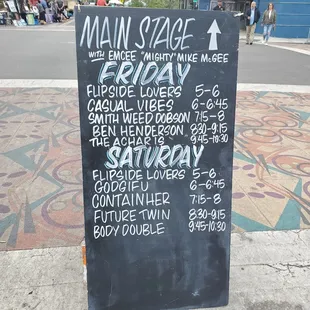 MAIN STAGE
WITH EMCEE "MIGHTY" MIKE McGEE
FRIDAY
FLIPSIDE LOVERS 5-6
CASUAL VIBES 6-6:45
SMITH WEED DOBSON 7:15-8
BEN HENDERSON 8:30-9:15
THE ACHARIS 9:45-10:30
SATURDAY
FLIPSIDE LOVERS 5-6
GODGIFU 6-6:45
CONTAINHER 7:15-8
FUTURE TWIN 8:30-9:15
BODY DOUBLE 9:45-10:30